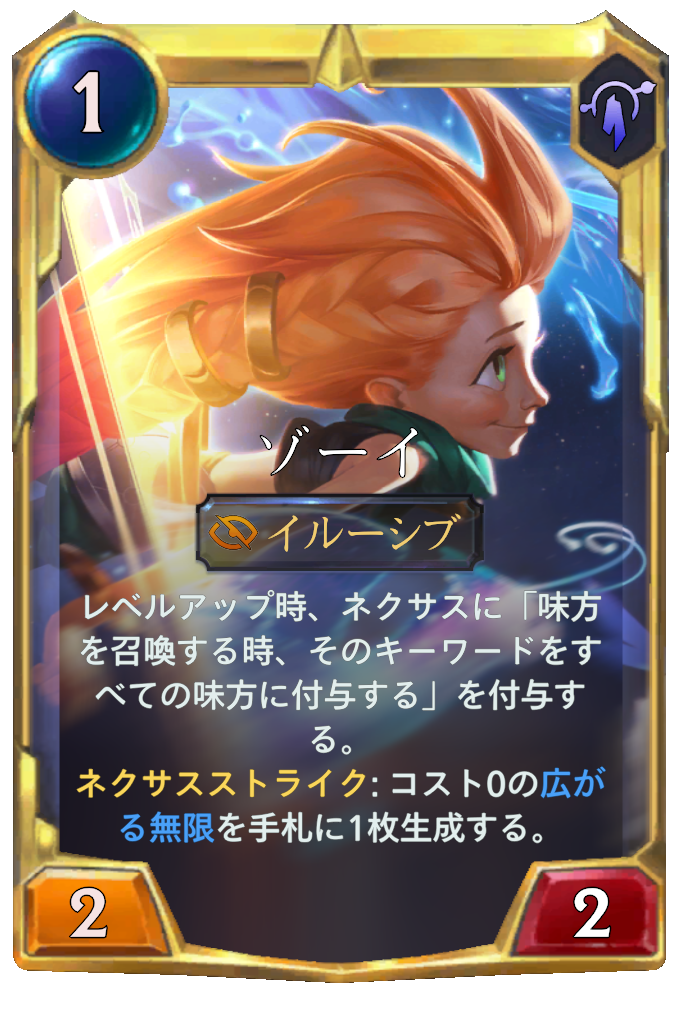 1
ゾーイ
イルーシブ
レベルアップ時、ネクサスに「味方
を召喚する時、そのキーワードをす
べての味方に付与する」を付与す
る。
ネクサスストライク: コスト0の広が
る無限を手札に1枚生成する。
2
2